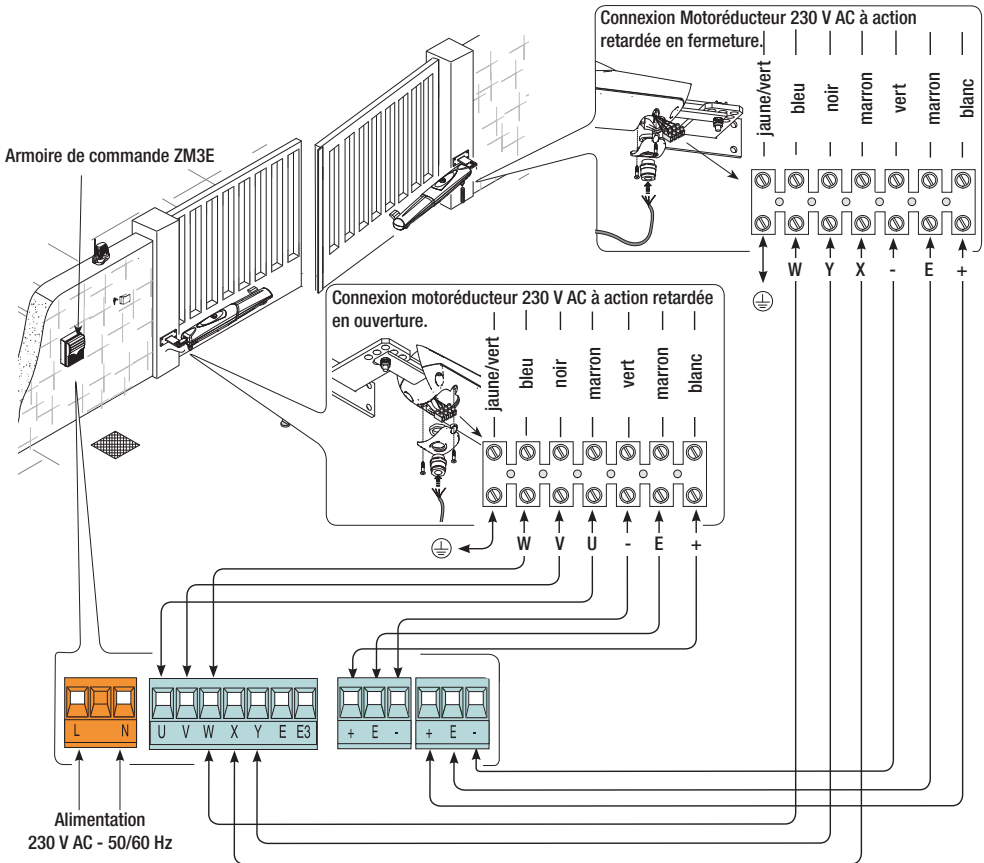 Connexion Motoréducteur 230 V AC à action
retardée en fermeture.
jaune/vert
bleu
noir
marron
vert
marron
blanc
Armoire de commande ZM3E
W Y X - E +
Connexion motoréducteur 230 V AC à action retardée
en ouverture.
jaune/vert
bleu
noir
marron
vert
marron
blanc
W V U - E +
L N
U V W X Y E E3
+ E -
+ E -
Alimentation
230 V AC - 50/60 Hz